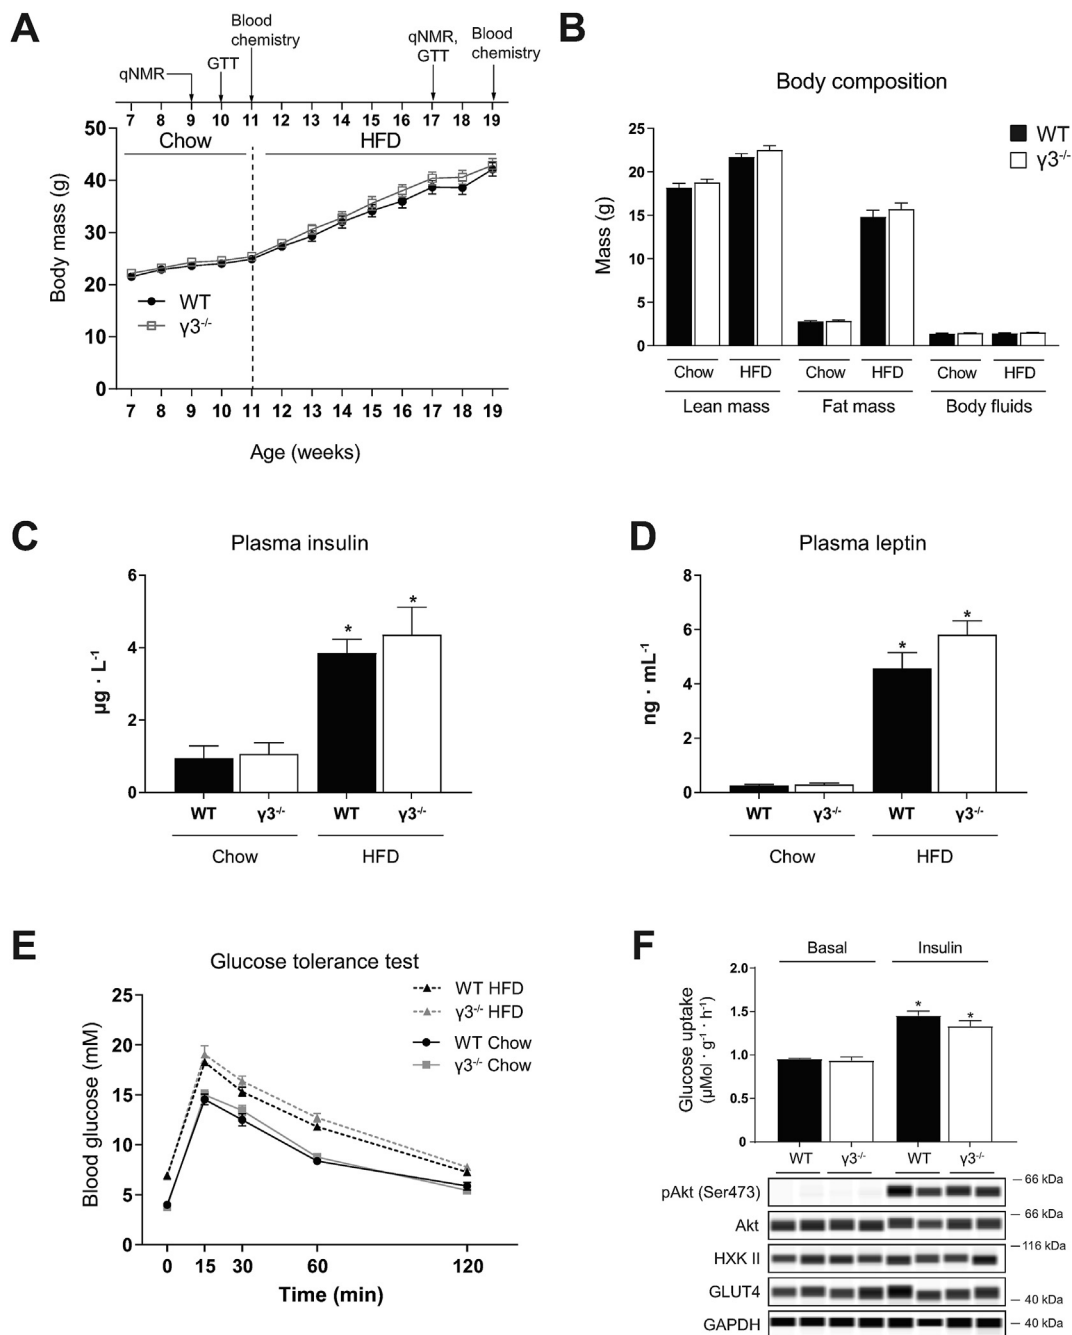 A
Blood
chemistry
qNMR
GTT
qNMR,
GTT
Blood
chemistry
7 8 9 10 11 12 13 14 15 16 17 18 19
Chow HFD
Body mass (g)
50
40
30
20
10
0
WT
γ3-/-
7 8 9 10 11 12 13 14 15 16 17 18 19
Age (weeks)
B
Body composition
WT
γ3-/-
Mass (g)
25
20
15
10
5
0
Chow HFD Chow HFD Chow HFD
Lean mass Fat mass Body fluids
C
Plasma insulin
µg · L-1
6
4
2
0
* *
WT γ3-/- WT γ3-/-
Chow HFD
D
Plasma leptin
ng · mL-1
8
6
4
2
0
* *
WT γ3-/- WT γ3-/-
Chow HFD
E
Glucose tolerance test
WT HFD
γ3-/- HFD
WT Chow
γ3-/- Chow
Blood glucose (mM)
25
20
15
10
5
0
0 15 30 60 120
Time (min)
F
Basal Insulin
Glucose uptake
(µMol · g-1 · h-1)
2.0
1.5
1.0
0.5
0
* *
WT γ3-/- WT γ3-/-
pAkt (Ser473) – 66 kDa
Akt – 66 kDa
HXK II – 116 kDa
GLUT4 – 40 kDa
GAPDH – 40 kDa